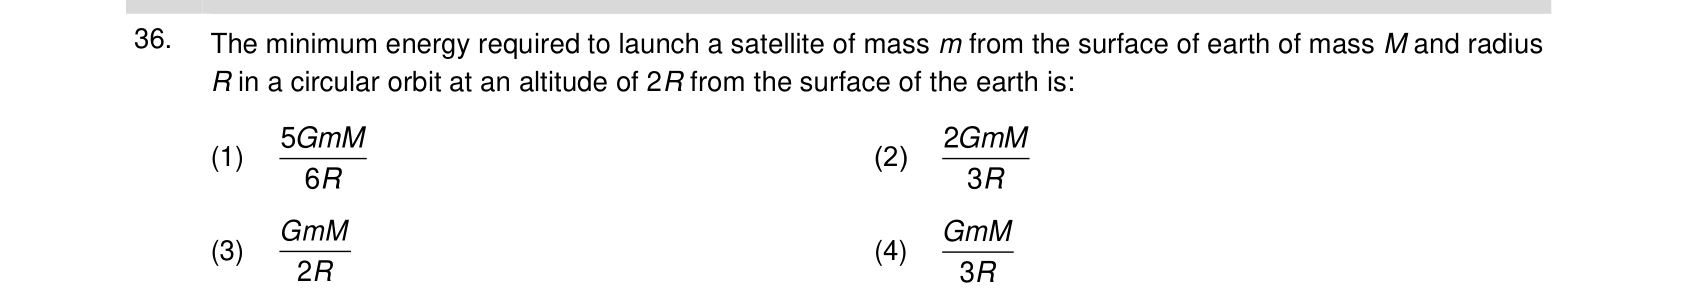 36. The minimum energy required to launch a satellite of mass m from the surface of earth of mass M and radius
R in a circular orbit at an altitude of 2R from the surface of the earth is:
(1) 5GmM / 6R (2) 2GmM / 3R
(3) GmM / 2R (4) GmM / 3R